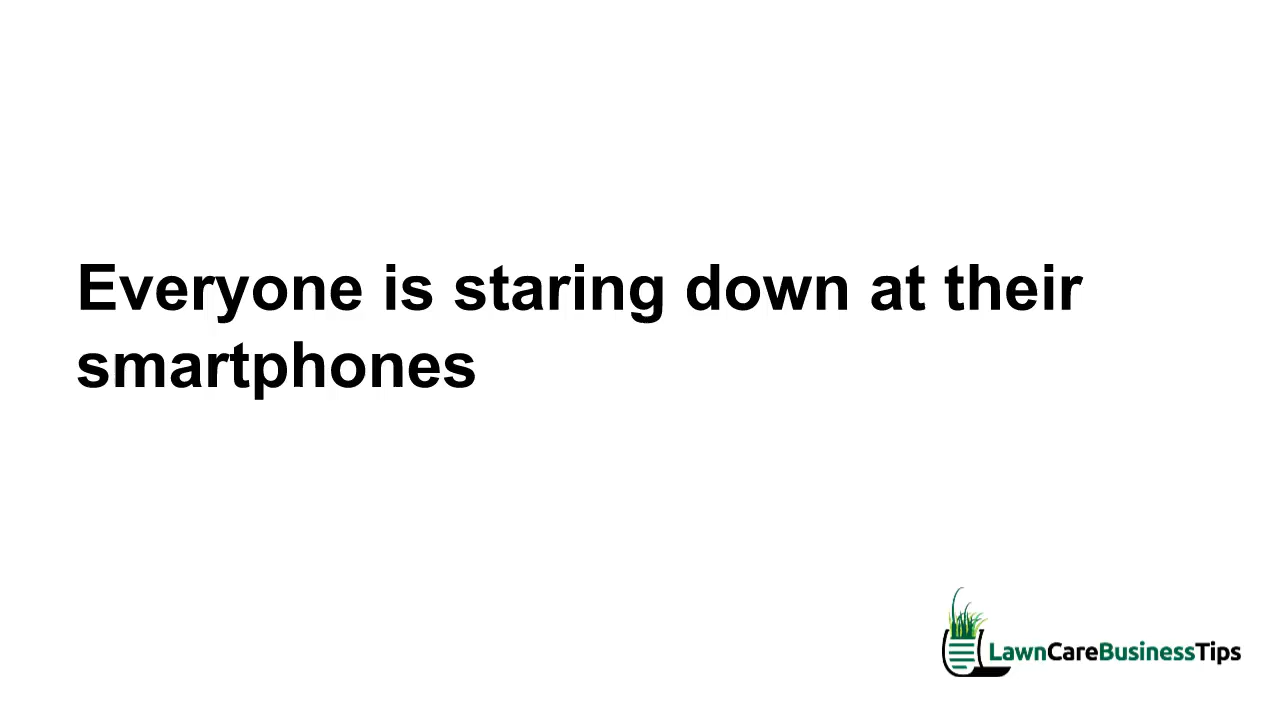 Everyone is staring down at their
smartphones
LawnCareBusinessTips